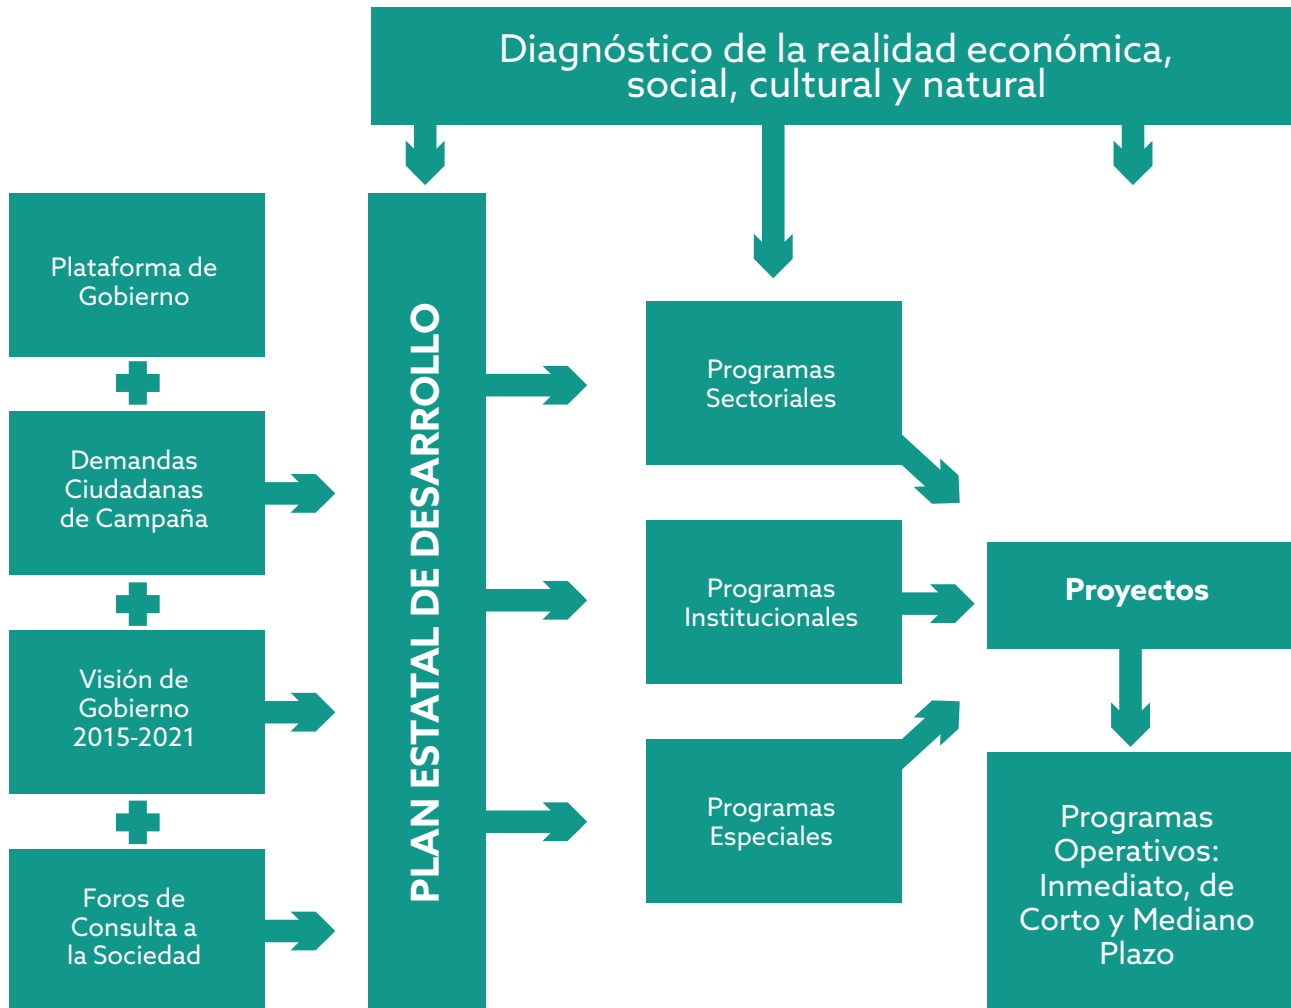 Diagnóstico de la realidad económica,
social, cultural y natural
Plataforma de
Gobierno
Demandas
Ciudadanas
de Campaña
Visión de
Gobierno
2015-2021
Foros de
Consulta a
la Sociedad
PLAN ESTATAL DE DESARROLLO
Programas
Sectoriales
Programas
Institucionales
Programas
Especiales
Proyectos
Programas
Operativos:
Inmediato, de
Corto y Mediano
Plazo